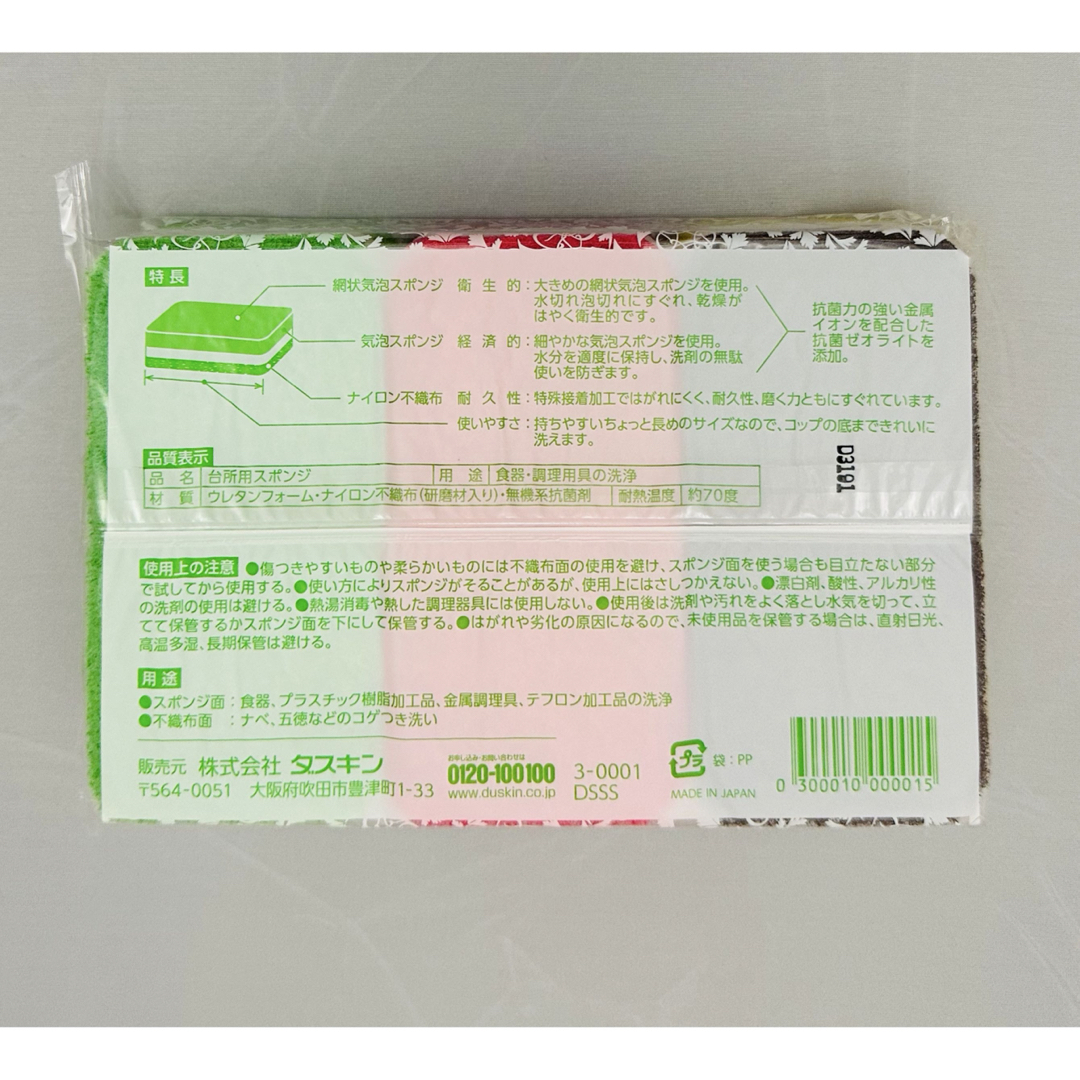 特長
網状気泡スポンジ 衛生的：大きめの網状気泡スポンジを使用。
水切れ泡切れにすぐれ、乾燥が
はやく衛生的です。
気泡スポンジ 経済的：細やかな気泡スポンジを使用。
水分を適度に保持し、洗剤の無駄
使いを防ぎます。
抗菌力の強い金属
イオンを配合した
抗菌ゼオライトを
添加。
ナイロン不織布 耐久性：特殊接着加工ではがれにくく、耐久性、磨く力ともにすぐれています。
使いやすさ：持ちやすいちょっと長めのサイズなので、コップの底まできれいに
洗えます。
D3191
品質表示
品名 台所用スポンジ 用途 食器・調理用具の洗浄
材質 ウレタンフォーム・ナイロン不織布(研磨材入り)・無機系抗菌剤 耐熱温度 約70度
使用上の注意 ●傷つきやすいものや柔らかいものには不織布面の使用を避け、スポンジ面を使う場合も目立たない部分
で試してから使用する。●使い方によりスポンジがそることがあるが、使用上にはさしつかえない。●漂白剤、酸性、アルカリ性
の洗剤の使用は避ける。●熱湯消毒や熱した調理器具には使用しない。●使用後は洗剤や汚れをよく落とし水気を切って、立
てて保管するかスポンジ面を下にして保管する。●はがれや劣化の原因になるので、未使用品を保管する場合は、直射日光、
高温多湿、長期保管は避ける。
用途
●スポンジ面：食器、プラスチック樹脂加工品、金属調理具、テフロン加工品の洗浄
●不織布面：ナベ、五徳などのコゲつき洗い
販売元 株式会社 ダスキン
〒564-0051 大阪府吹田市豊津町1-33
お申し込み・お問い合わせは
0120-100100
www.duskin.co.jp
3-0001
DSSS
プラ 袋：PP
MADE IN JAPAN
0 300010 000015